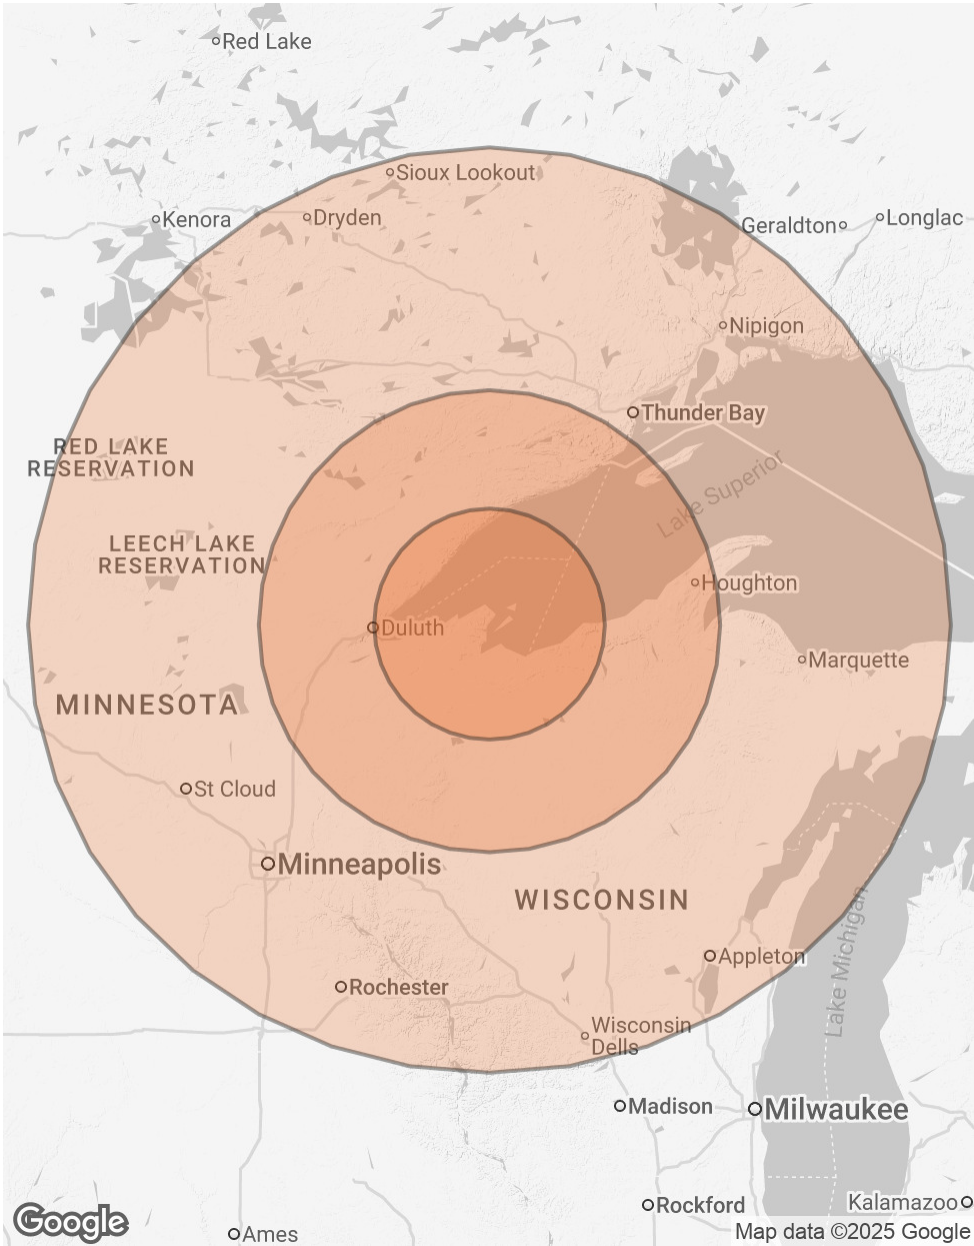 Red Lake
Sioux Lookout
Kenora
Dryden
Geraldton
Longlac
Nipigon
Thunder Bay
RED LAKE
RESERVATION
Lake Superior
LEECH LAKE
RESERVATION
Houghton
Duluth
Marquette
MINNESOTA
St Cloud
Minneapolis
WISCONSIN
Lake Michigan
Appleton
Rochester
Wisconsin
Dells
Madison
Milwaukee
Rockford
Kalamazoo
Google
Ames
Map data ©2025 Google